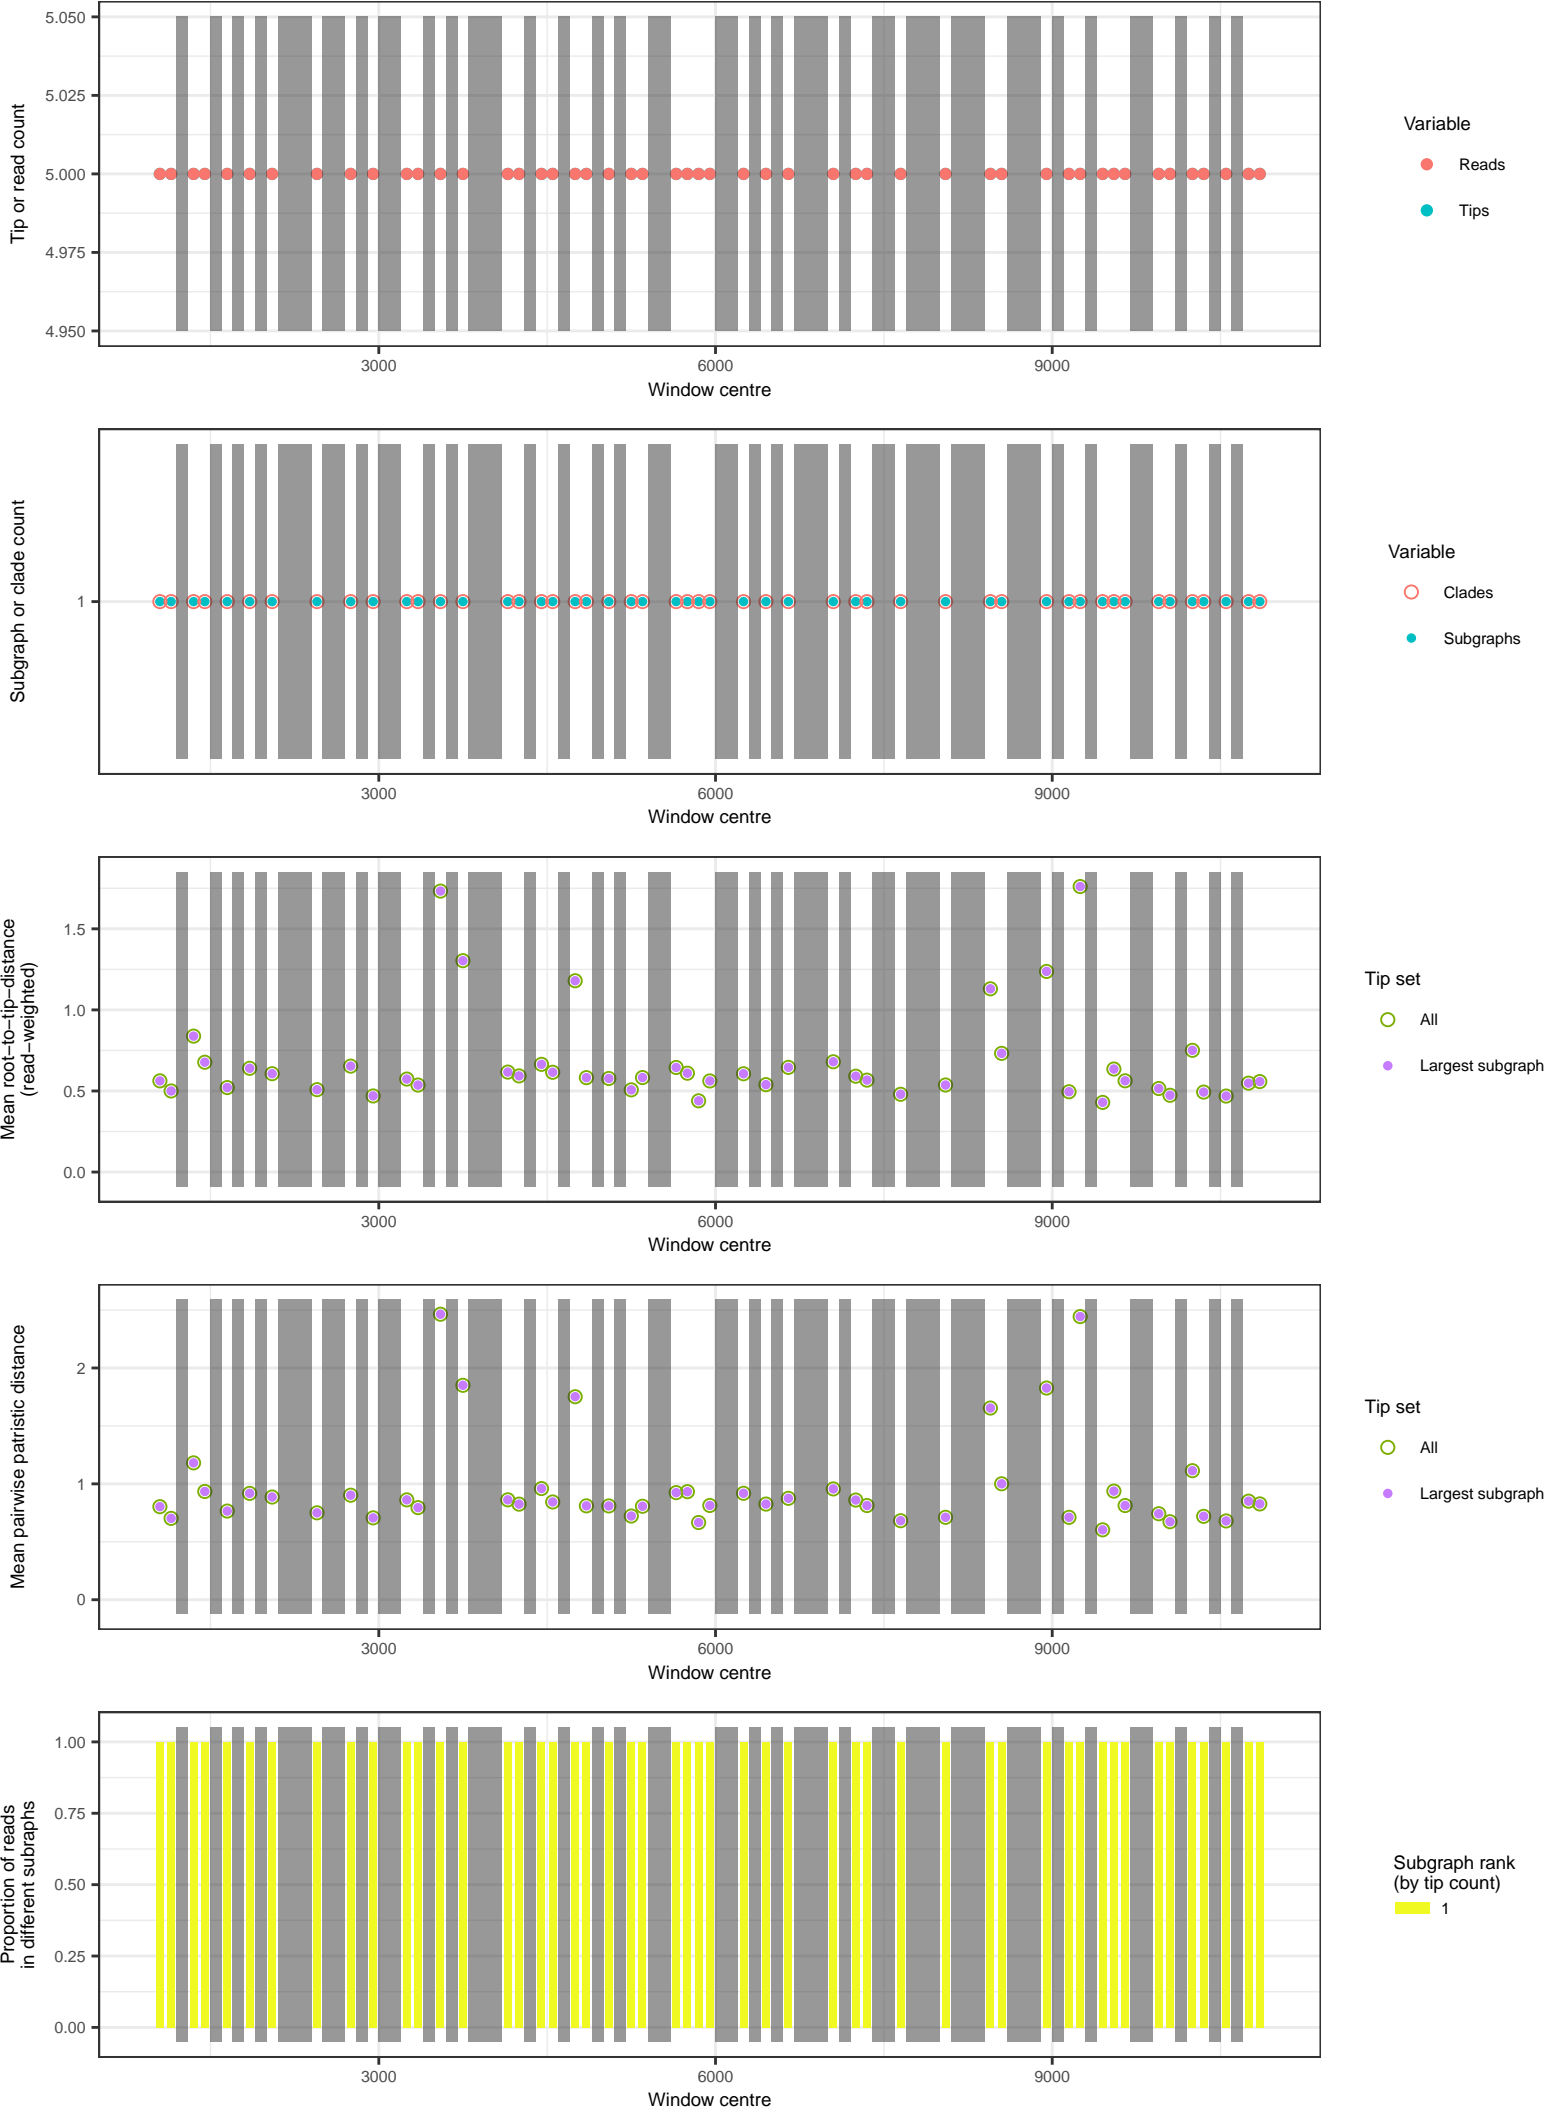 5.050
5.025
5.000
4.975
4.950
Tip or read count
3000
6000
9000
Window centre
Variable
Reads
Tips
1
Subgraph or clade count
3000
6000
9000
Window centre
Variable
Clades
Subgraphs
1.5
1.0
0.5
0.0
Mean root−to−tip−distance
(read−weighted)
3000
6000
9000
Window centre
Tip set
All
Largest subgraph
2
1
0
Mean pairwise patristic distance
3000
6000
9000
Window centre
Tip set
All
Largest subgraph
1.00
0.75
0.50
0.25
0.00
Proportion of reads
in different subraphs
3000
6000
9000
Window centre
Subgraph rank
(by tip count)
1